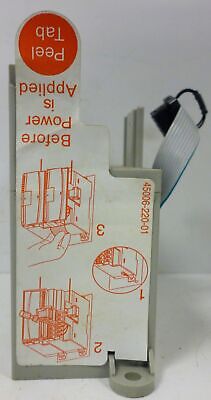 Peel
Tab
Before
Power
is
Applied
45006-220-01
1
2
3